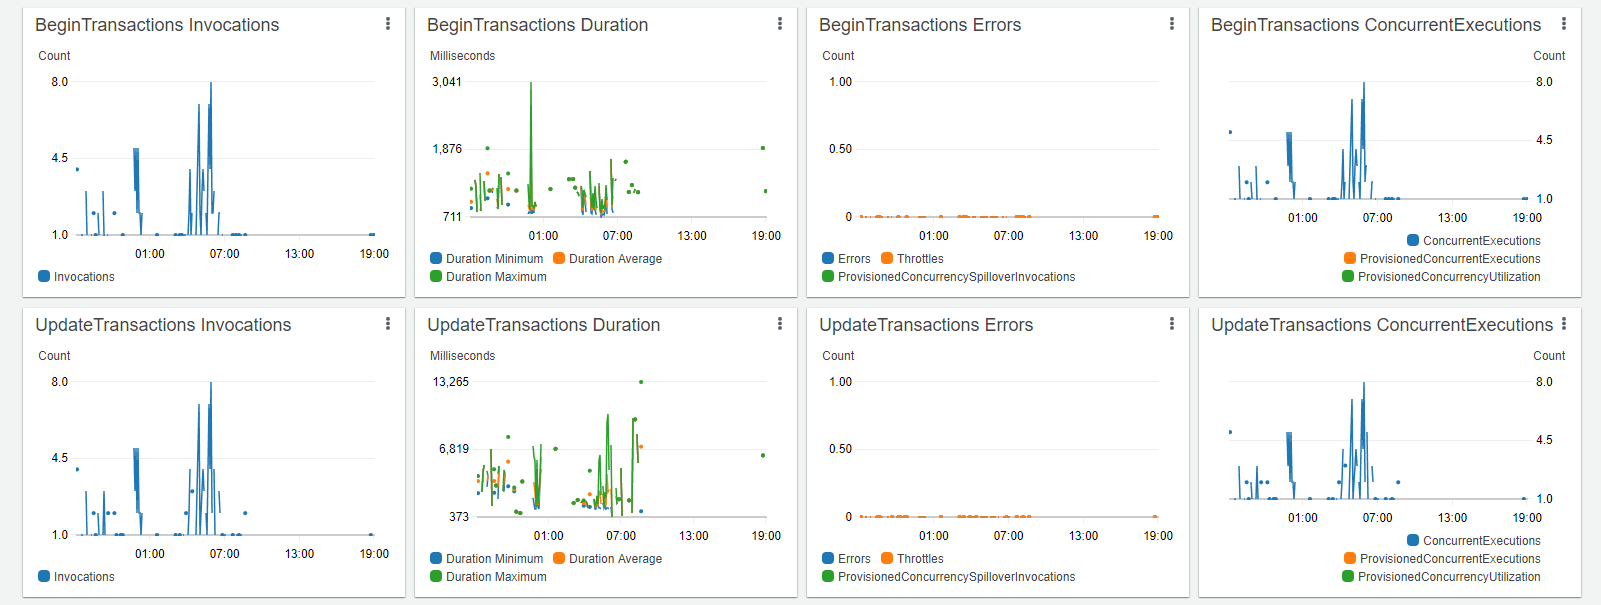 BeginTransactions Invocations
Count
8.0
4.5
1.0
01:00 07:00 13:00 19:00
Invocations
BeginTransactions Duration
Milliseconds
3,041
1,876
711
01:00 07:00 13:00 19:00
Duration Minimum Duration Average
Duration Maximum
BeginTransactions Errors
Count
1.00
0.50
0
01:00 07:00 13:00 19:00
Errors Throttles
ProvisionedConcurrencySpilloverInvocations
BeginTransactions ConcurrentExecutions
Count
8.0
4.5
1.0
01:00 07:00 13:00 19:00
ConcurrentExecutions
ProvisionedConcurrentExecutions
ProvisionedConcurrencyUtilization
UpdateTransactions Invocations
Count
8.0
4.5
1.0
01:00 07:00 13:00 19:00
Invocations
UpdateTransactions Duration
Milliseconds
13,265
6,819
373
01:00 07:00 13:00 19:00
Duration Minimum Duration Average
Duration Maximum
UpdateTransactions Errors
Count
1.00
0.50
0
01:00 07:00 13:00 19:00
Errors Throttles
ProvisionedConcurrencySpilloverInvocations
UpdateTransactions ConcurrentExecutions
Count
8.0
4.5
1.0
01:00 07:00 13:00 19:00
ConcurrentExecutions
ProvisionedConcurrentExecutions
ProvisionedConcurrencyUtilization